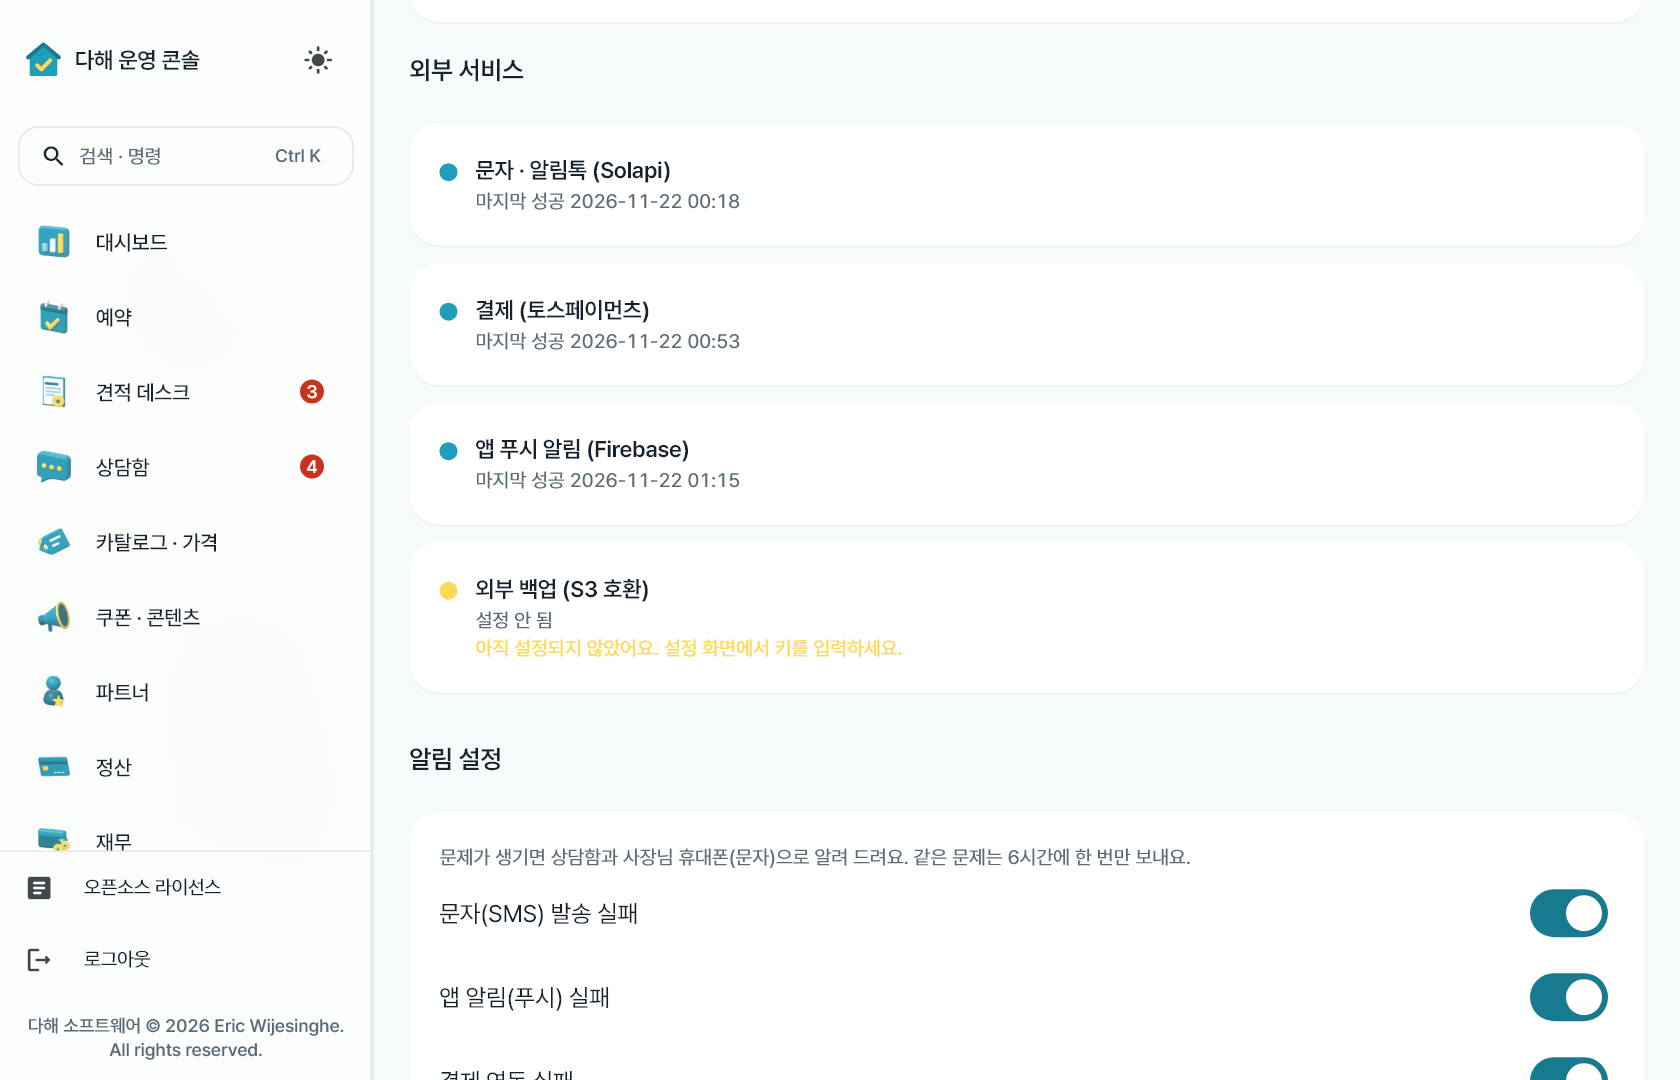 다해 운영 콘솔
검색 · 명령
Ctrl K
대시보드
예약
견적 데스크
3
상담함
4
카탈로그 · 가격
쿠폰 · 콘텐츠
파트너
정산
재무
오픈소스 라이선스
로그아웃
다해 소프트웨어 © 2026 Eric Wijesinghe.
All rights reserved.
외부 서비스
문자 · 알림톡 (Solapi)
마지막 성공 2026-11-22 00:18
결제 (토스페이먼츠)
마지막 성공 2026-11-22 00:53
앱 푸시 알림 (Firebase)
마지막 성공 2026-11-22 01:15
외부 백업 (S3 호환)
설정 안 됨
아직 설정되지 않았어요. 설정 화면에서 키를 입력하세요.
알림 설정
문제가 생기면 상담함과 사장님 휴대폰(문자)으로 알려 드려요. 같은 문제는 6시간에 한 번만 보내요.
문자(SMS) 발송 실패
앱 알림(푸시) 실패
결제 연동 실패